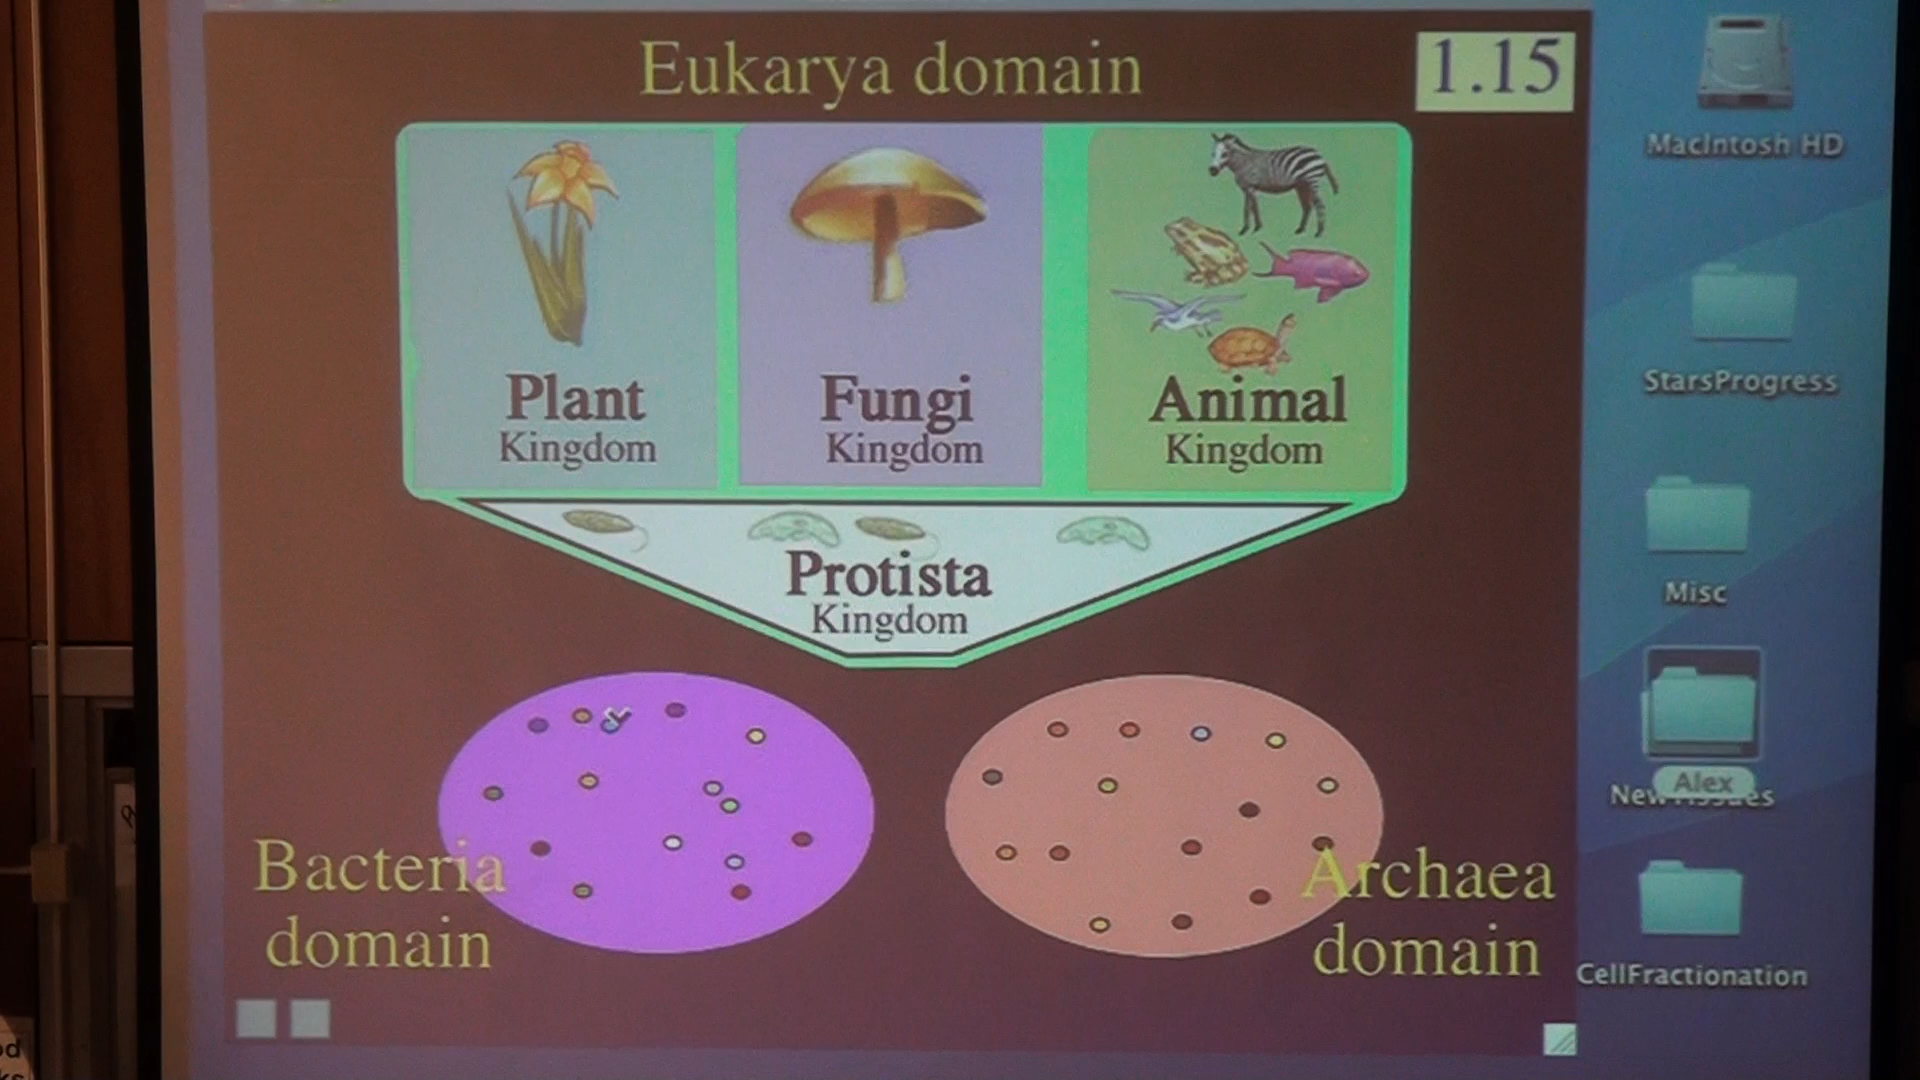 Eukarya domain
1.15
Plant
Kingdom
Fungi
Kingdom
Animal
Kingdom
Protista
Kingdom
Bacteria
domain
Archaea
domain
MacIntosh HD
StarsProgress
Misc
Alex
CellFractionation